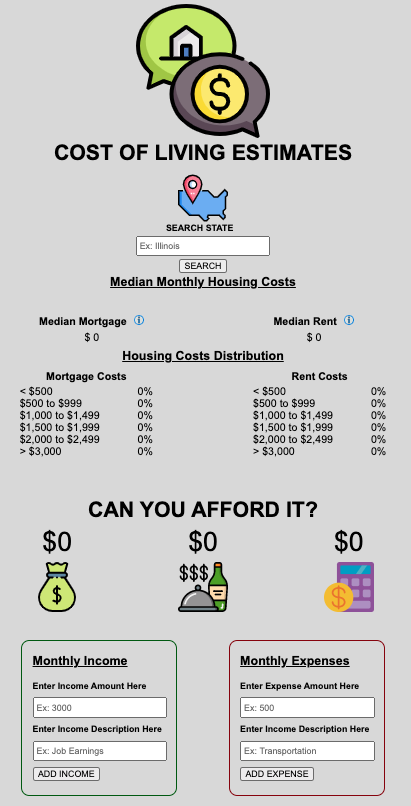 COST OF LIVING ESTIMATES
SEARCH STATE
Ex: Illinois
SEARCH
Median Monthly Housing Costs
Median Mortgage Median Rent
$ 0 $ 0
Housing Costs Distribution
Mortgage Costs Rent Costs
< $500 0% < $500 0%
$500 to $999 0% $500 to $999 0%
$1,000 to $1,499 0% $1,000 to $1,499 0%
$1,500 to $1,999 0% $1,500 to $1,999 0%
$2,000 to $2,499 0% $2,000 to $2,499 0%
> $3,000 0% > $3,000 0%
CAN YOU AFFORD IT?
$0 $0 $0
$ $$$ $
Monthly Income
Enter Income Amount Here
Ex: 3000
Enter Income Description Here
Ex: Job Earnings
ADD INCOME
Monthly Expenses
Enter Expense Amount Here
Ex: 500
Enter Income Description Here
Ex: Transportation
ADD EXPENSE